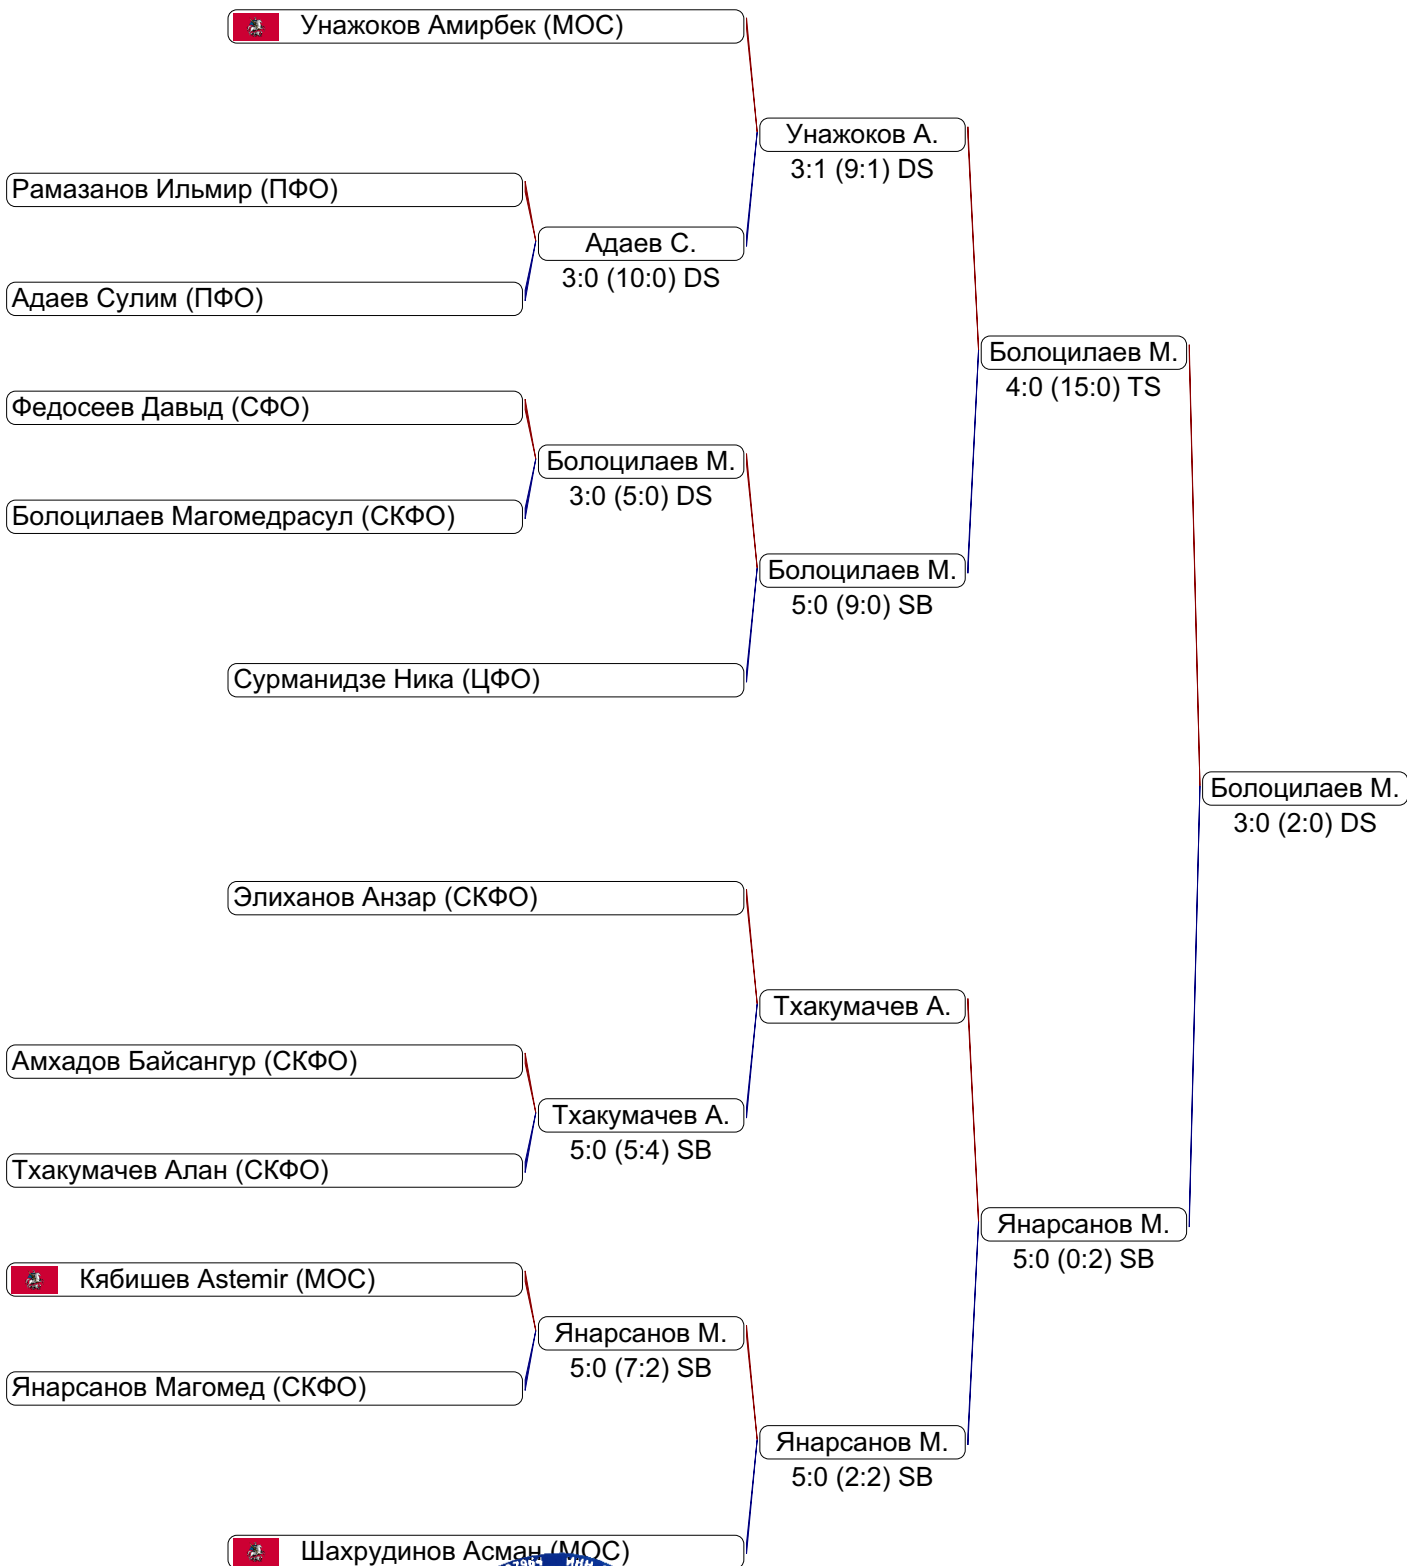 Унажоков Амирбек (МОС)
Унажоков А.
3:1 (9:1) DS
Рамазанов Ильмир (ПФО)
Адаев С.
3:0 (10:0) DS
Адаев Сулим (ПФО)
Болоцилаев М.
4:0 (15:0) TS
Федосеев Давыд (СФО)
Болоцилаев М.
3:0 (5:0) DS
Болоцилаев Магомедрасул (СКФО)
Болоцилаев М.
5:0 (9:0) SB
Сурманидзе Ника (ЦФО)
Болоцилаев М.
3:0 (2:0) DS
Элиханов Анзар (СКФО)
Тхакумачев А.
Амхадов Байсангур (СКФО)
Тхакумачев А.
5:0 (5:4) SB
Тхакумачев Алан (СКФО)
Янарсанов М.
5:0 (0:2) SB
Кябишев Astemir (МОС)
Янарсанов М.
5:0 (7:2) SB
Янарсанов Магомед (СКФО)
Янарсанов М.
5:0 (2:2) SB
Шахрудинов Асман (МОС)